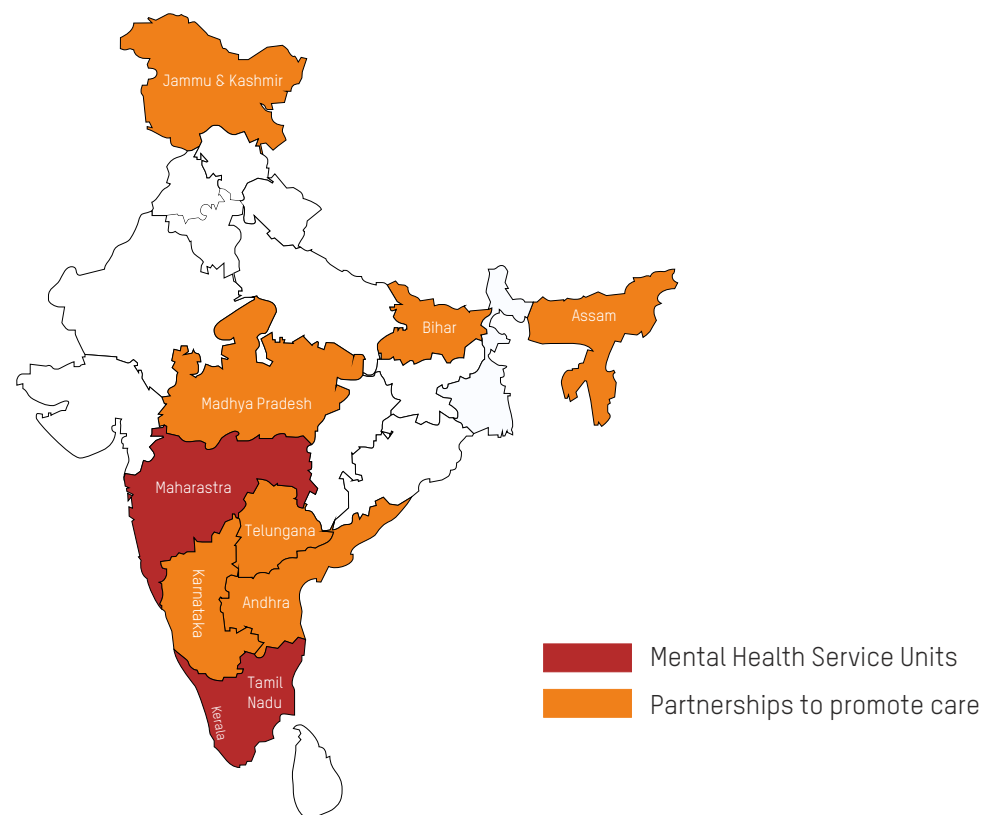 Jammu & Kashmir
Bihar
Assam
Madhya Pradesh
Maharastra
Telungana
Karnataka
Andhra
Tamil
Nadu
Kerala
Mental Health Service Units
Partnerships to promote care